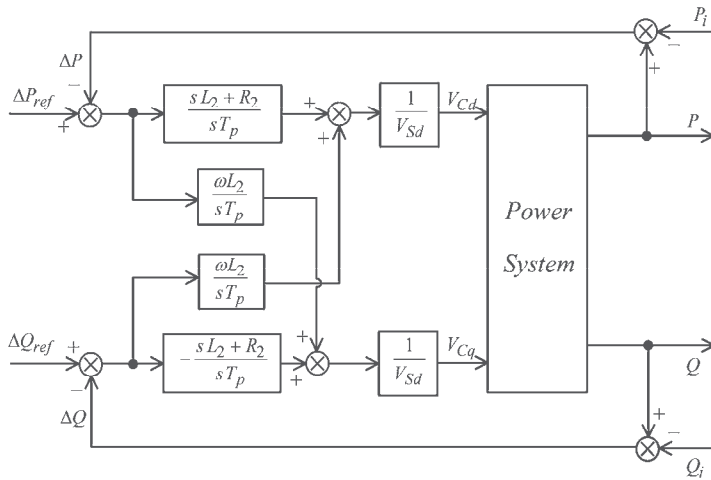 P_i
−
ΔP
+
−
ΔP_ref
+
sL_2 + R_2
sT_p
+
+
1
V_Sd
V_Cd
P
ωL_2
sT_p
Power
System
ωL_2
sT_p
ΔQ_ref
+
−
−
sL_2 + R_2
sT_p
+
+
1
V_Sd
V_Cq
Q
ΔQ
+
−
Q_i